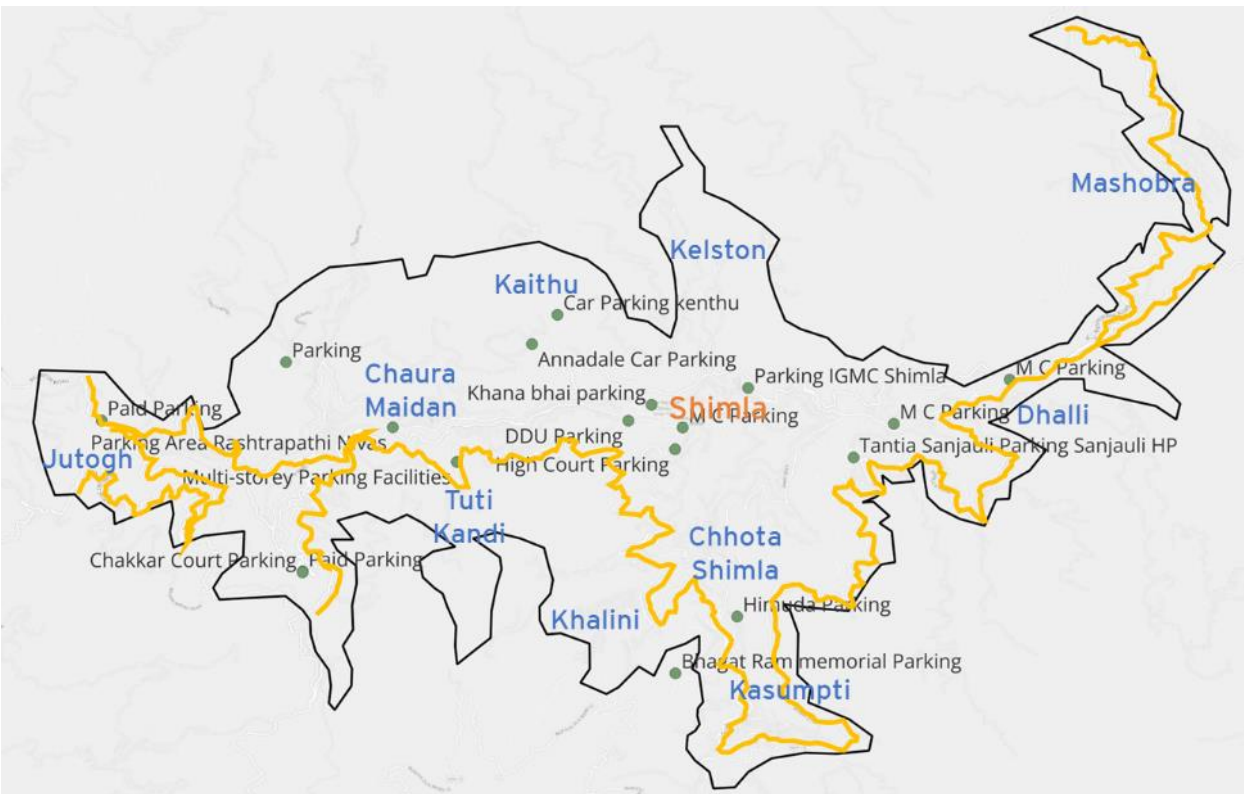 Mashobra
Kelston
Kaithu
Car Parking kenthu
Parking
Annadale Car Parking
Chaura
Maidan
M C Parking
Parking IGMC Shimla
Khana bhai parking
Shimla
Paid Parking
M C Parking
M C Parking
Dhalli
DDU Parking
Parking Area Rashtrapathi Nivas
Tantia Sanjauli Parking Sanjauli HP
Jutogh
High Court Parking
Multi-storey Parking Facilities
Tuti
Kandi
Chhota
Shimla
Chakkar Court Parking
Paid Parking
Himuda Parking
Khalini
Bhagat Ram memorial Parking
Kasumpti